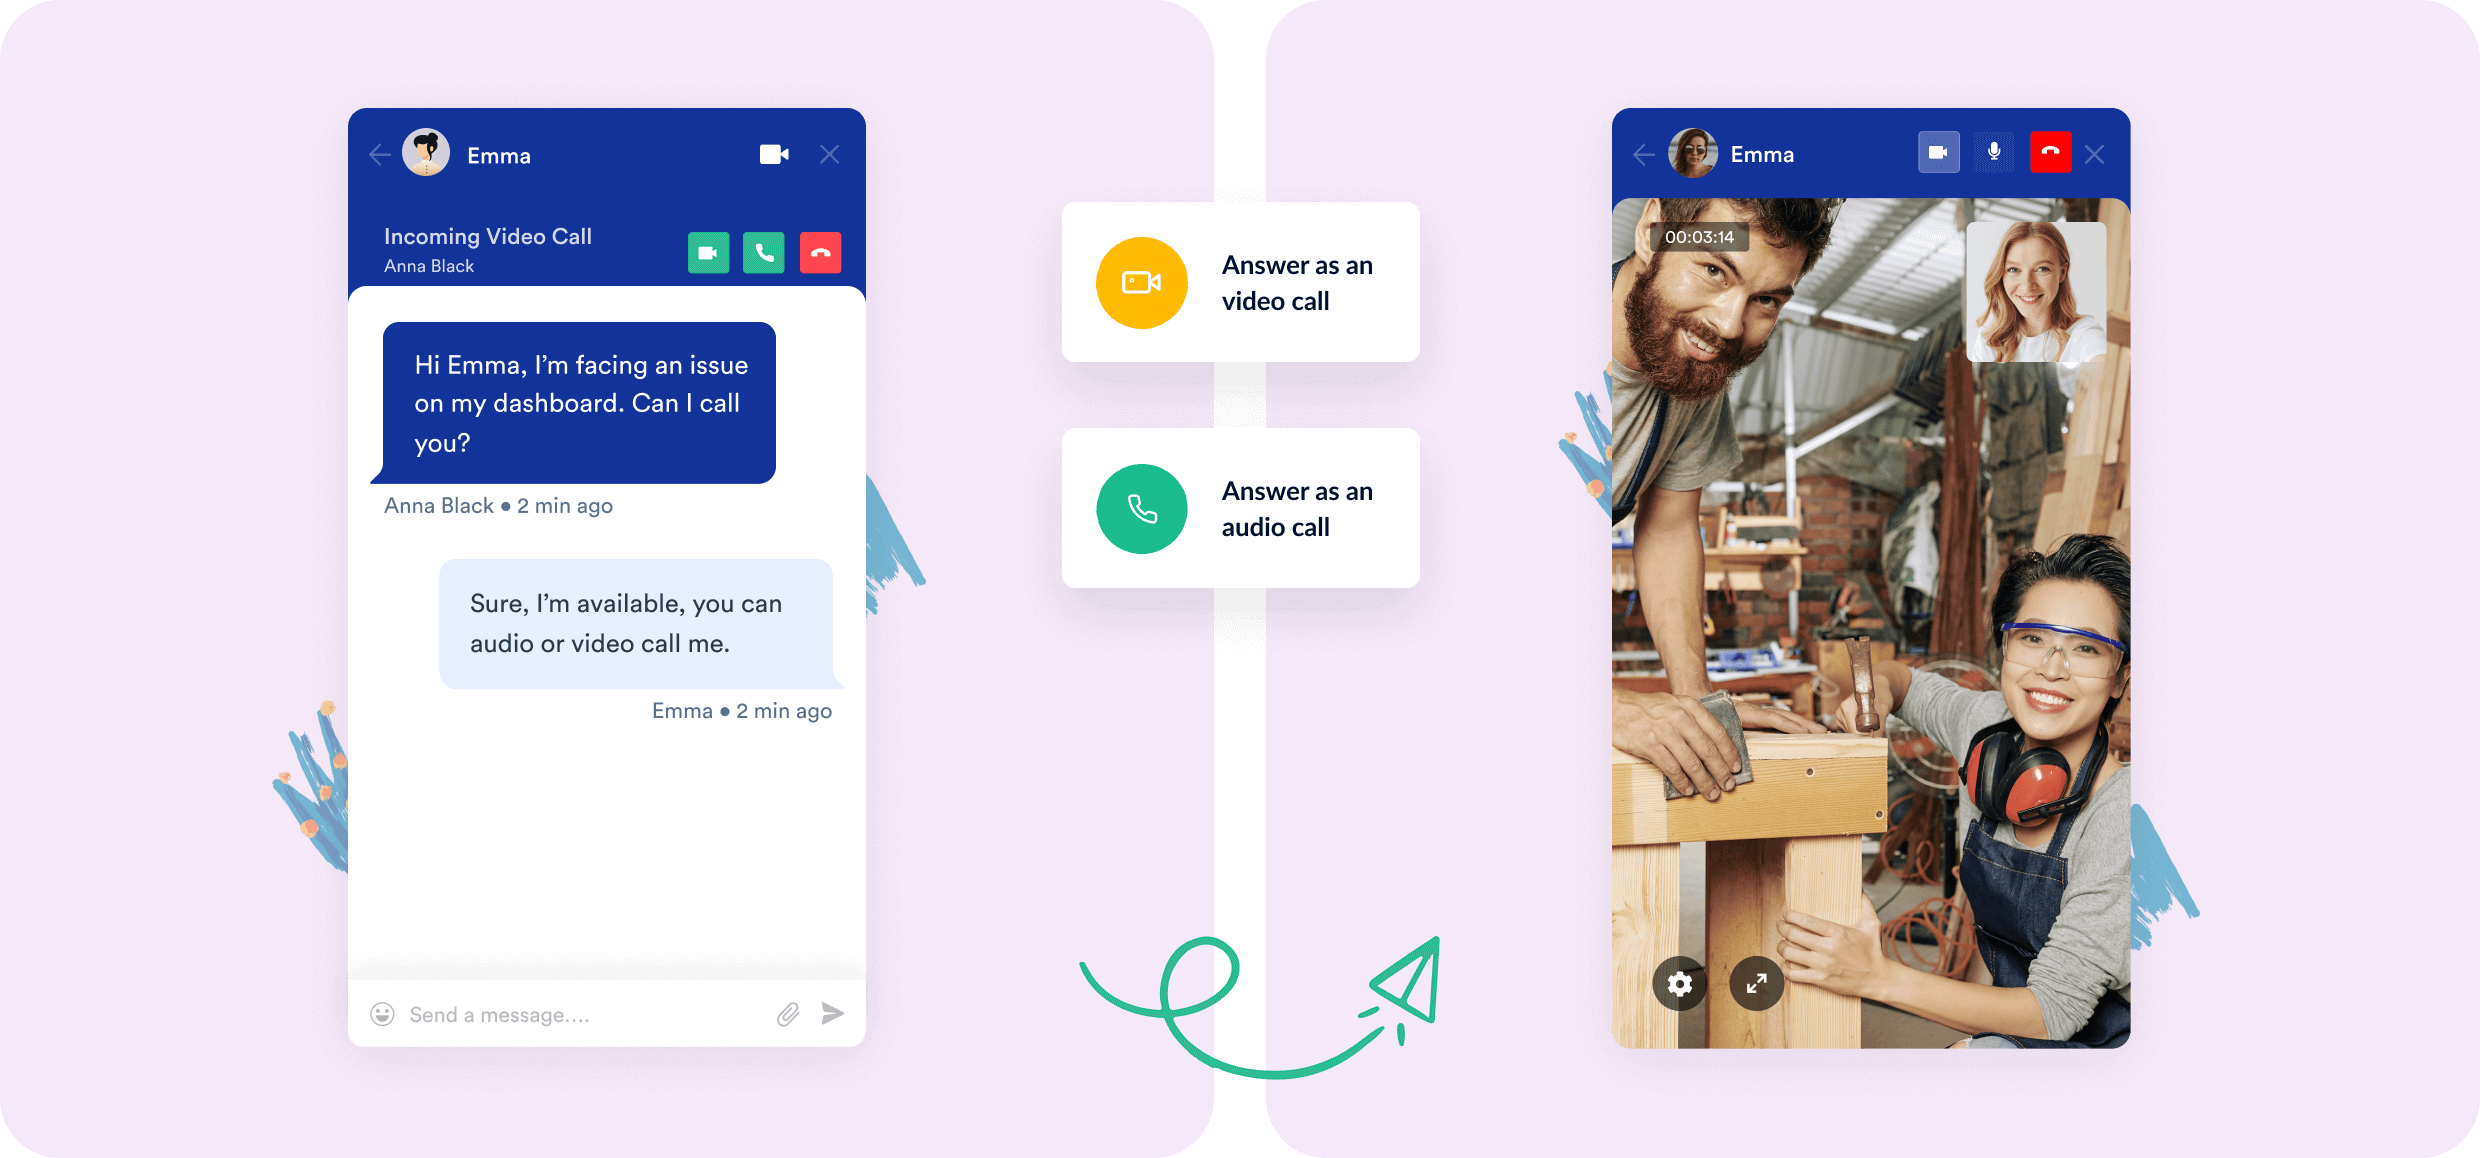 Emma
Incoming Video Call
Anna Black
Hi Emma, I’m facing an issue
on my dashboard. Can I call
you?
Anna Black • 2 min ago
Sure, I’m available, you can
audio or video call me.
Emma • 2 min ago
Send a message....
Answer as an
video call
Answer as an
audio call
Emma
00:03:14